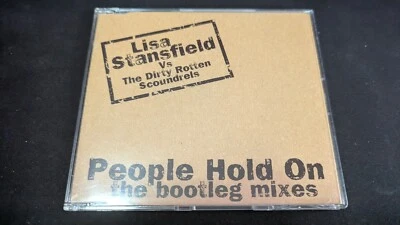 Lisa
Stansfield
Vs
The Dirty Rotten
Scoundrels
People Hold On
the bootleg mixes